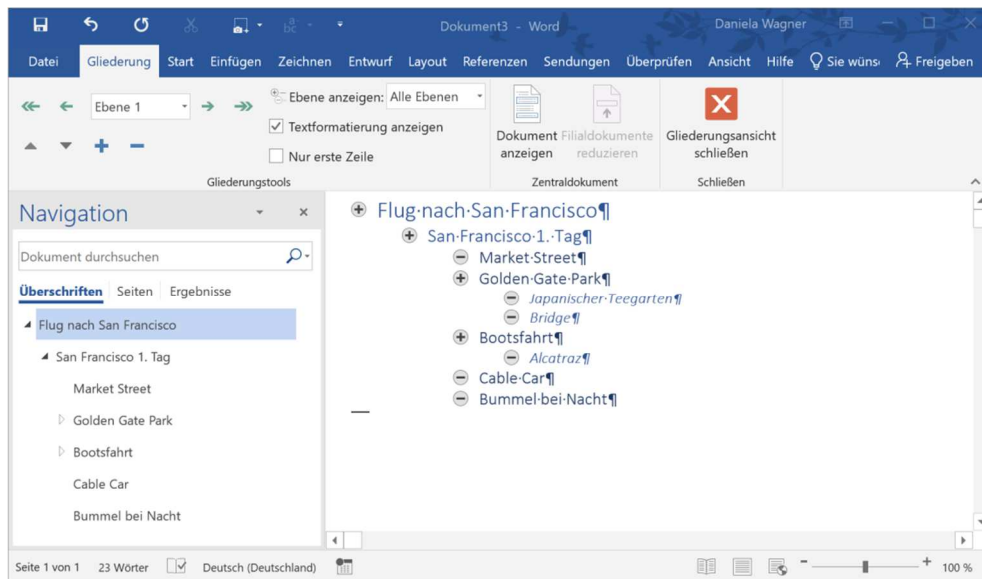 Dokument3 - Word Daniela Wagner
Datei Gliederung Start Einfügen Zeichnen Entwurf Layout Referenzen Sendungen Überprüfen Ansicht Hilfe Sie wüns Freigeben
Ebene 1
Ebene anzeigen: Alle Ebenen
Textformatierung anzeigen
Nur erste Zeile
Gliederungstools
Dokument anzeigen
Filialdokumente reduzieren
Zentraldokument
Gliederungsansicht schließen
Schließen
Navigation
Dokument durchsuchen
Überschriften Seiten Ergebnisse
Flug nach San Francisco
San Francisco 1. Tag
Market Street
Golden Gate Park
Bootsfahrt
Cable Car
Bummel bei Nacht
Flug·nach·San·Francisco¶
San·Francisco·1.·Tag¶
Market·Street¶
Golden·Gate·Park¶
Japanischer·Teegarten¶
Bridge¶
Bootsfahrt¶
Alcatraz¶
Cable·Car¶
Bummel·bei·Nacht¶
Seite 1 von 1 23 Wörter Deutsch (Deutschland) 100 %